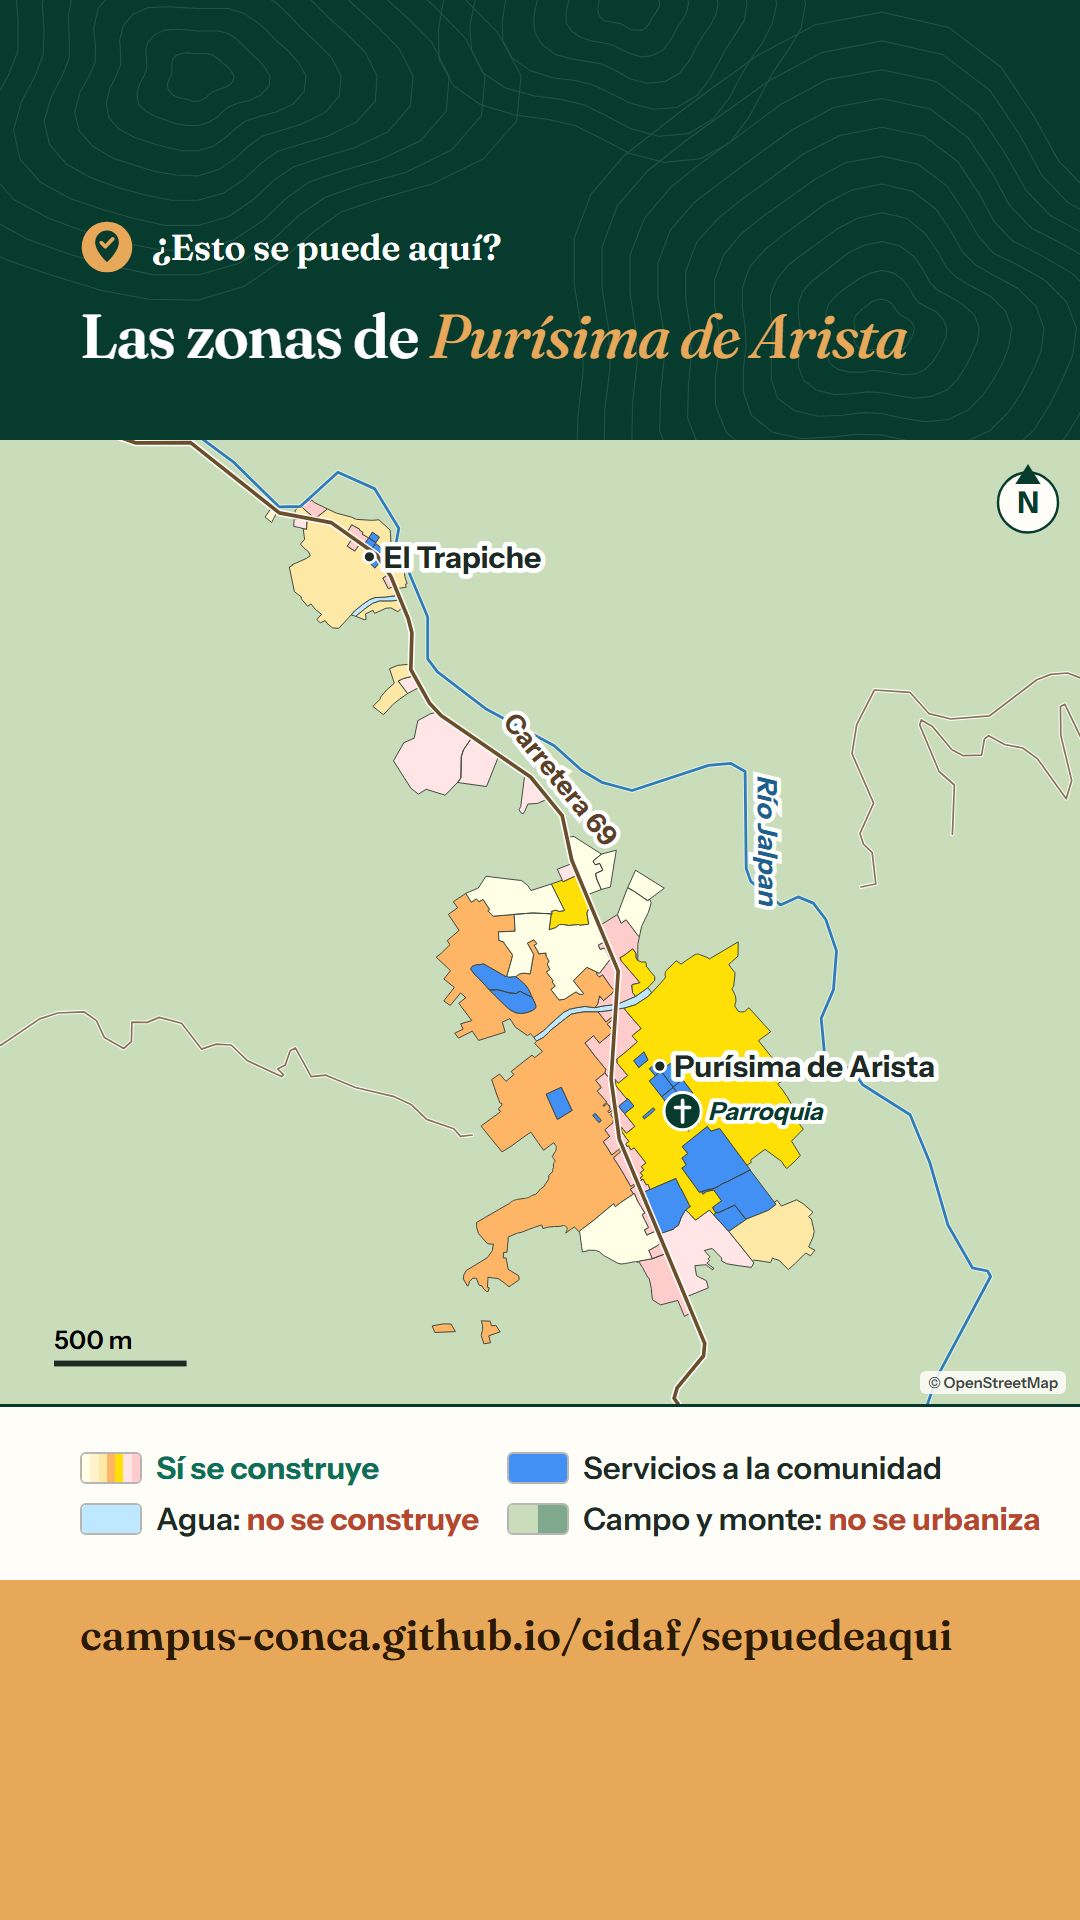 ¿Esto se puede aquí?
Las zonas de Purísima de Arista
N
El Trapiche
Carretera 69
Río Jalpan
Purísima de Arista
Parroquia
500 m
© OpenStreetMap
Sí se construye
Servicios a la comunidad
Agua: no se construye
Campo y monte: no se urbaniza
campus-conca.github.io/cidaf/sepuedeaqui